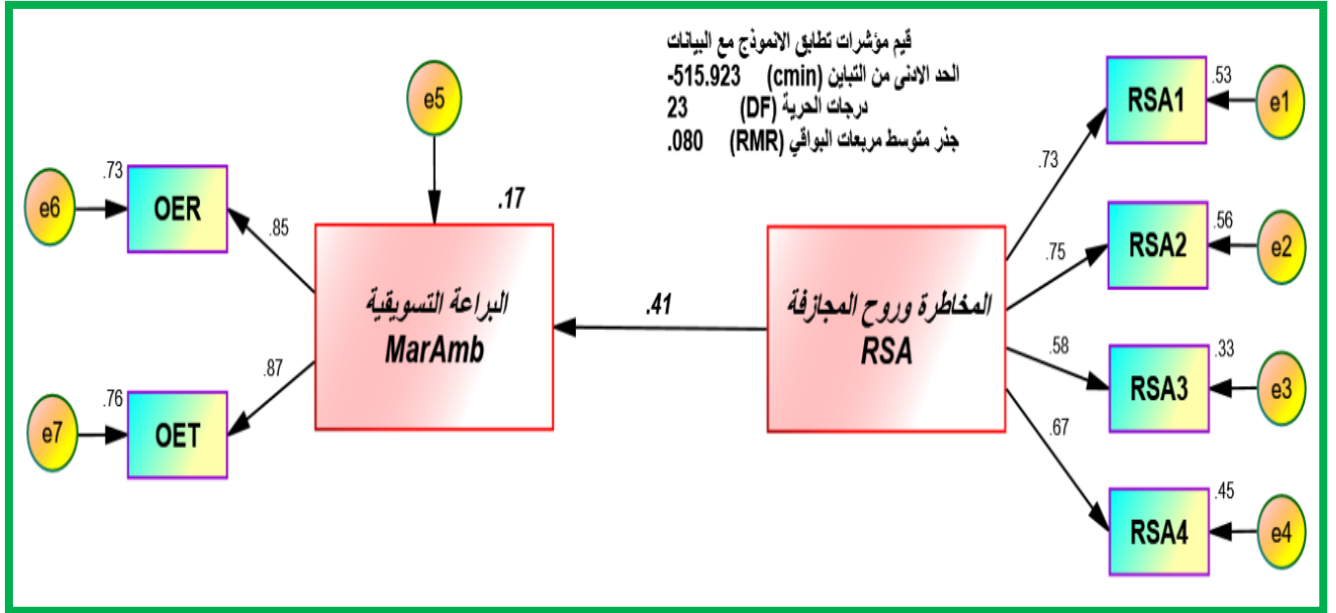 قيم مؤشرات تطابق الانموذج مع البيانات
الحد الادنى من التباين (cmin) -515.923
درجات الحرية (DF) 23
جذر متوسط مربعات البواقي (RMR) .080
e5
.17
e6
.73
OER
.85
e7
.76
OET
.87
البراعة التسويقية
MarAmb
.41
المخاطرة وروح المجازفة
RSA
.73
RSA1
.53
e1
.75
RSA2
.56
e2
.58
RSA3
.33
e3
.67
RSA4
.45
e4